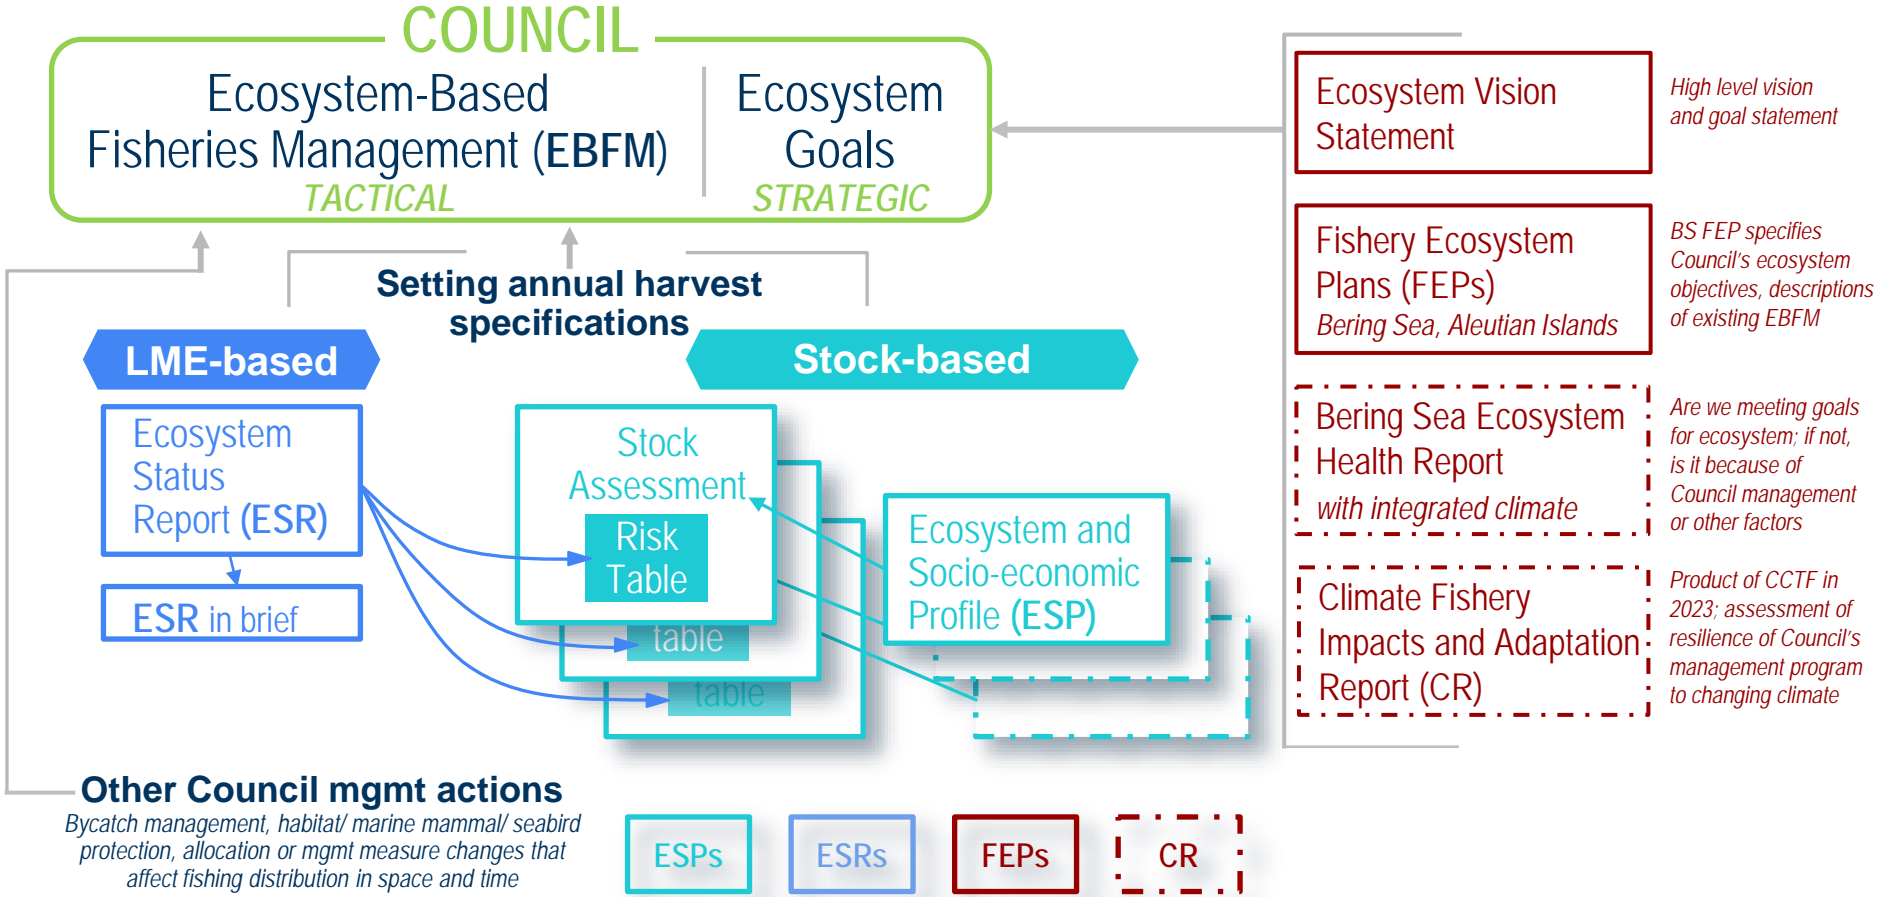 COUNCIL
Ecosystem-Based
Fisheries Management (EBFM)
TACTICAL
Ecosystem
Goals
STRATEGIC
Setting annual harvest
specifications
LME-based
Stock-based
Ecosystem
Status
Report (ESR)
ESR in brief
Stock
Assessment
Risk
Table
table
table
Ecosystem and
Socio-economic
Profile (ESP)
Ecosystem Vision
Statement
High level vision
and goal statement
Fishery Ecosystem
Plans (FEPs)
Bering Sea, Aleutian Islands
BS FEP specifies
Council's ecosystem
objectives, descriptions
of existing EBFM
Bering Sea Ecosystem
Health Report
with integrated climate
Are we meeting goals
for ecosystem; if not,
is it because of
Council management
or other factors
Climate Fishery
Impacts and Adaptation
Report (CR)
Product of CCTF in
2023; assessment of
resilience of Council's
management program
to changing climate
Other Council mgmt actions
Bycatch management, habitat/ marine mammal/ seabird
protection, allocation or mgmt measure changes that
affect fishing distribution in space and time
ESPs
ESRs
FEPs
CR